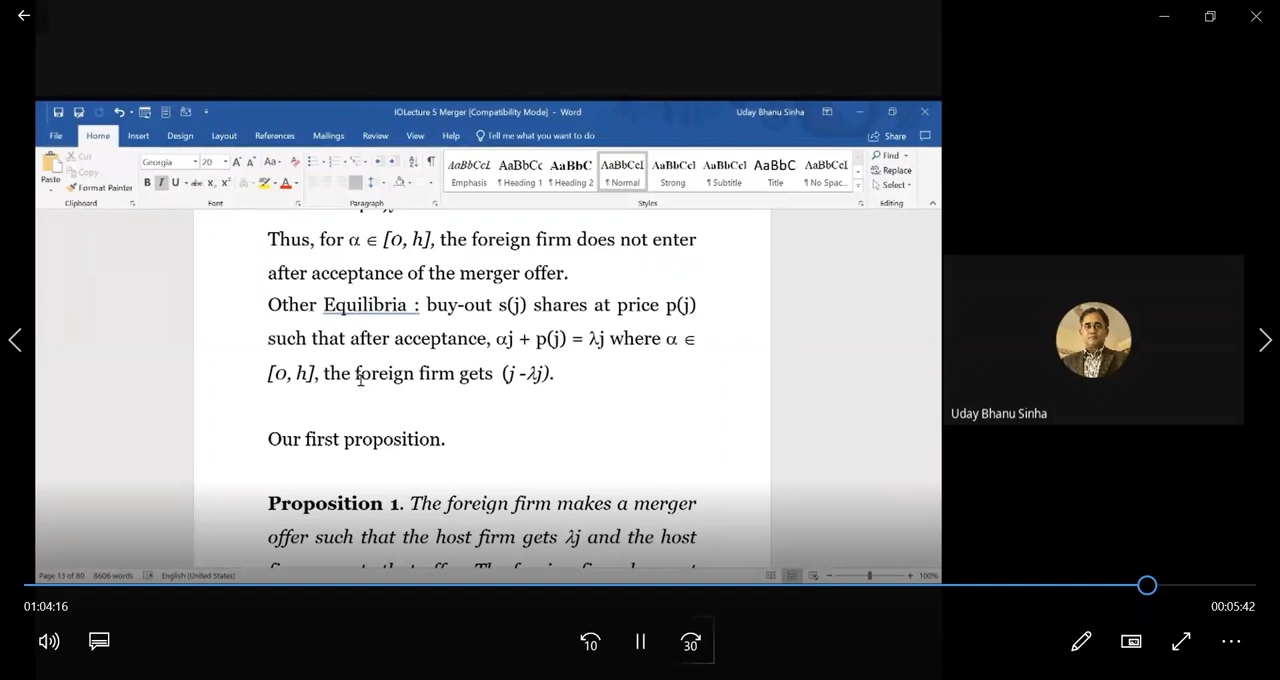 IOLecture 5 Merger [Compatibility Mode] - Word
Uday Bhanu Sinha
File Home Insert Design Layout References Mailings Review View Help Tell me what you want to do Share
Paste
Cut
Copy
Format Painter
Clipboard
Georgia 20
Font
Paragraph
AaBbCcL AaBbCc AaBbC AaBbCcL AaBbCcl AaBbCcl AaBbC AaBbCcL
Emphasis ¶ Heading 1 ¶ Heading 2 ¶ Normal Strong ¶ Subtitle Title ¶ No Spac...
Styles
Find
Replace
Select
Editing
Thus, for α ∈ [0, h], the foreign firm does not enter
after acceptance of the merger offer.
Other Equilibria : buy-out s(j) shares at price p(j)
such that after acceptance, αj + p(j) = λj where α ∈
[0, h], the foreign firm gets (j -λj).
Our first proposition.
Proposition 1. The foreign firm makes a merger
offer such that the host firm gets λj and the host
Page 13 of 80 8606 words English (United States) 100%
Uday Bhanu Sinha
01:04:16 00:05:42
10 30